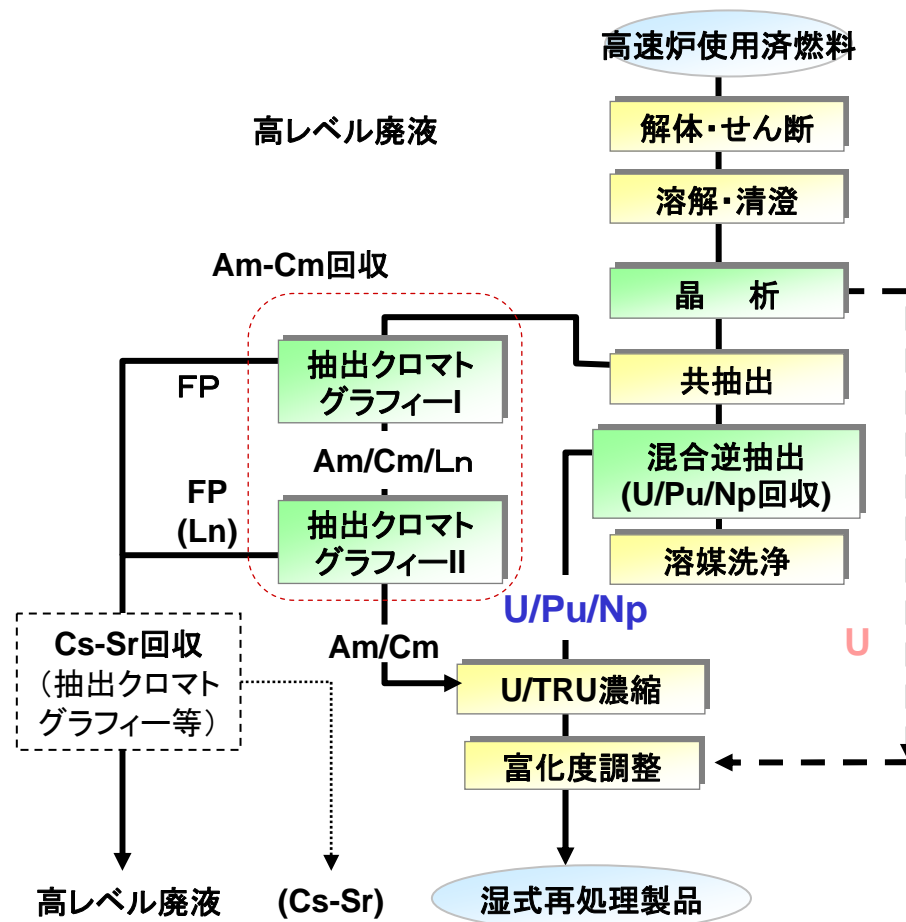 高速炉使用済燃料
解体・せん断
高レベル廃液
溶解・清澄
Am-Cm回収
晶　析
抽出クロマト
グラフィーI
共抽出
FP
Am/Cm/Ln
混合逆抽出
(U/Pu/Np回収)
FP
(Ln)
抽出クロマト
グラフィーII
溶媒洗浄
U/Pu/Np
U
Cs-Sr回収
（抽出クロマト
グラフィー等）
Am/Cm
U/TRU濃縮
富化度調整
高レベル廃液
(Cs-Sr)
湿式再処理製品